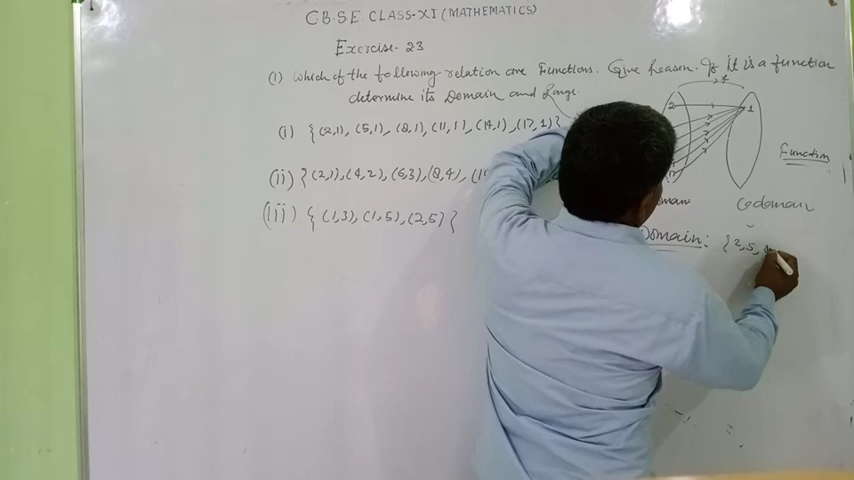 C.B.S.E. CLASS-XI (MATHEMATICS)
Exercise- 23
(1) Which of the following relation are Functions. Give Reason. If it is a function
determine its Domain and Range
(i) {(2,1), (5,1), (8,1), (11,1), (14,1), (17,1)}
(ii) {(2,1), (4,2), (6,3), (8,4),
(iii) {(1,3), (1,5), (2,5)}
2
1
Function
Codomain
Domain: {2,5,